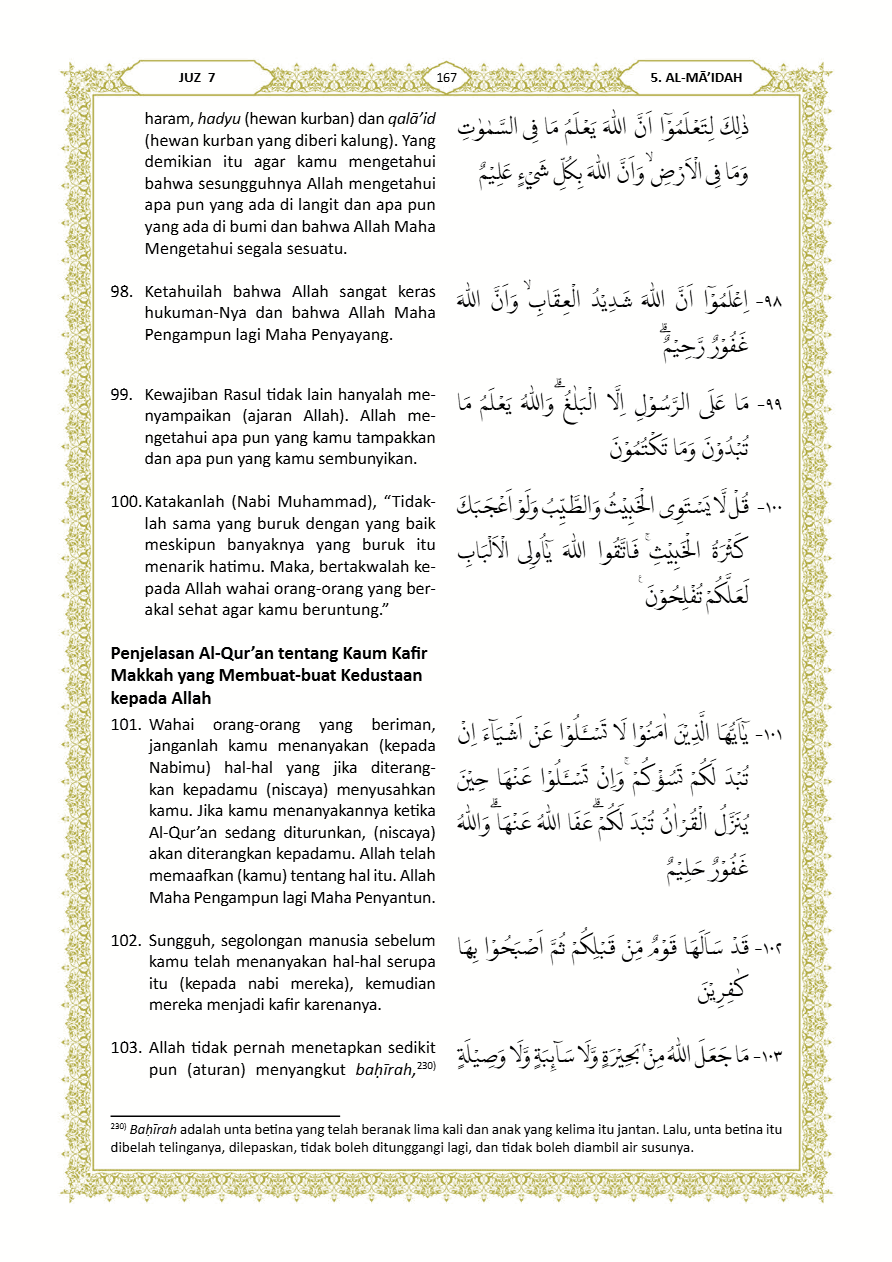 JUZ 7
167
5. AL-MĀ’IDAH
haram, hadyu (hewan kurban) dan qalā’id
(hewan kurban yang diberi kalung). Yang
demikian itu agar kamu mengetahui
bahwa sesungguhnya Allah mengetahui
apa pun yang ada di langit dan apa pun
yang ada di bumi dan bahwa Allah Maha
Mengetahui segala sesuatu.
ذٰلِكَ لِتَعْلَمُوْٓا اَنَّ اللّٰهَ يَعْلَمُ مَا فِى السَّمٰوٰتِ
وَمَا فِى الْاَرْضِۙ وَاَنَّ اللّٰهَ بِكُلِّ شَيْءٍ عَلِيْمٌ
98. Ketahuilah bahwa Allah sangat keras
hukuman-Nya dan bahwa Allah Maha
Pengampun lagi Maha Penyayang.
٩٨- اِعْلَمُوْٓا اَنَّ اللّٰهَ شَدِيْدُ الْعِقَابِۙ وَاَنَّ اللّٰهَ
غَفُوْرٌ رَّحِيْمٌۗ
99. Kewajiban Rasul tidak lain hanyalah me-
nyampaikan (ajaran Allah). Allah me-
ngetahui apa pun yang kamu tampakkan
dan apa pun yang kamu sembunyikan.
٩٩- مَا عَلَى الرَّسُوْلِ اِلَّا الْبَلٰغُۗ وَاللّٰهُ يَعْلَمُ مَا
تُبْدُوْنَ وَمَا تَكْتُمُوْنَ
100. Katakanlah (Nabi Muhammad), “Tidak-
lah sama yang buruk dengan yang baik
meskipun banyaknya yang buruk itu
menarik hatimu. Maka, bertakwalah ke-
pada Allah wahai orang-orang yang ber-
akal sehat agar kamu beruntung.”
١٠٠- قُلْ لَّا يَسْتَوِى الْخَبِيْثُ وَالطَّيِّبُ وَلَوْ اَعْجَبَكَ
كَثْرَةُ الْخَبِيْثِۚ فَاتَّقُوا اللّٰهَ يٰٓاُولِى الْاَلْبَابِ
لَعَلَّكُمْ تُفْلِحُوْنَ ࣖ
Penjelasan Al-Qur’an tentang Kaum Kafir
Makkah yang Membuat-buat Kedustaan
kepada Allah
101. Wahai orang-orang yang beriman,
janganlah kamu menanyakan (kepada
Nabimu) hal-hal yang jika diterang-
kan kepadamu (niscaya) menyusahkan
kamu. Jika kamu menanyakannya ketika
Al-Qur’an sedang diturunkan, (niscaya)
akan diterangkan kepadamu. Allah telah
memaafkan (kamu) tentang hal itu. Allah
Maha Pengampun lagi Maha Penyantun.
١٠١- يٰٓاَيُّهَا الَّذِيْنَ اٰمَنُوْا لَا تَسْـَٔلُوْا عَنْ اَشْيَاۤءَ اِنْ
تُبْدَ لَكُمْ تَسُؤْكُمْۚ وَاِنْ تَسْـَٔلُوْا عَنْهَا حِيْنَ
يُنَزَّلُ الْقُرْاٰنُ تُبْدَ لَكُمْۗ عَفَا اللّٰهُ عَنْهَاۗ وَاللّٰهُ
غَفُوْرٌ حَلِيْمٌ
102. Sungguh, segolongan manusia sebelum
kamu telah menanyakan hal-hal serupa
itu (kepada nabi mereka), kemudian
mereka menjadi kafir karenanya.
١٠٢- قَدْ سَاَلَهَا قَوْمٌ مِّنْ قَبْلِكُمْ ثُمَّ اَصْبَحُوْا بِهَا
كٰفِرِيْنَ
103. Allah tidak pernah menetapkan sedikit
pun (aturan) menyangkut baḥīrah,230)
١٠٣- مَا جَعَلَ اللّٰهُ مِنْۢ بَحِيْرَةٍ وَّلَا سَاۤىِٕبَةٍ وَّلَا وَصِيْلَةٍ
230) Baḥīrah adalah unta betina yang telah beranak lima kali dan anak yang kelima itu jantan. Lalu, unta betina itu
dibelah telinganya, dilepaskan, tidak boleh ditunggangi lagi, dan tidak boleh diambil air susunya.